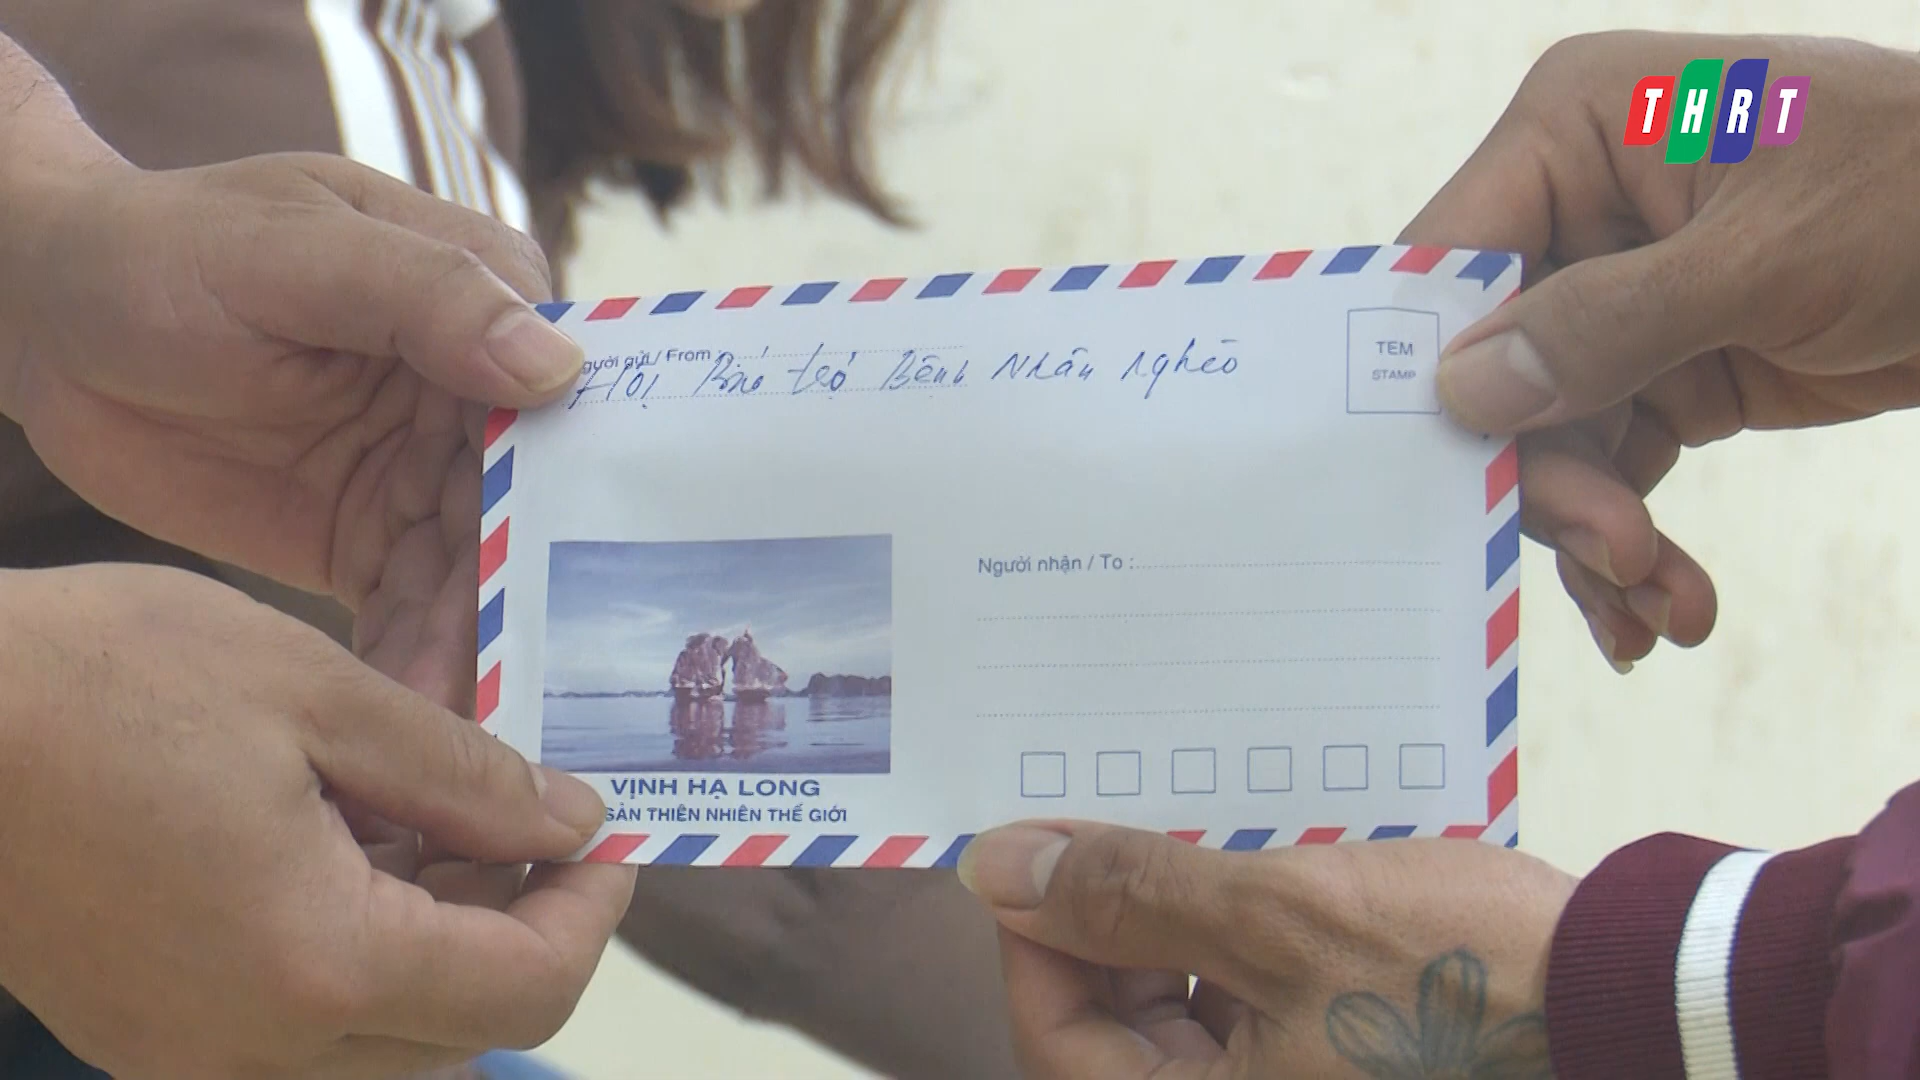 THRT
gười gửi / From :
Hội Bảo trợ Bệnh Nhân Nghèo
TEM
STAMP
Người nhận / To :
VỊNH HẠ LONG
SẢN THIÊN NHIÊN THẾ GIỚI